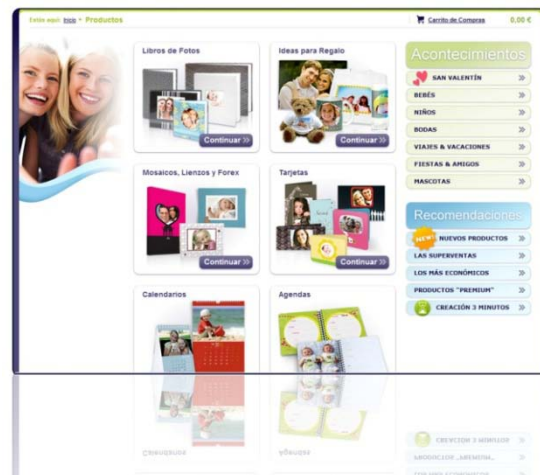 Estás aquí: Inicio • Productos
Carrito de Compras 0,00 €
Libros de Fotos
Continuar
Ideas para Regalo
Continuar
Mosaicos, Lienzos y Forex
Continuar
Tarjetas
Continuar
Calendarios
Agendas
Acontecimientos
SAN VALENTÍN
BEBÉS
NIÑOS
BODAS
VIAJES & VACACIONES
FIESTAS & AMIGOS
MASCOTAS
Recomendaciones
NEW! NUEVOS PRODUCTOS
LAS SUPERVENTAS
LOS MÁS ECONÓMICOS
PRODUCTOS "PREMIUM"
CREACIÓN 3 MINUTOS